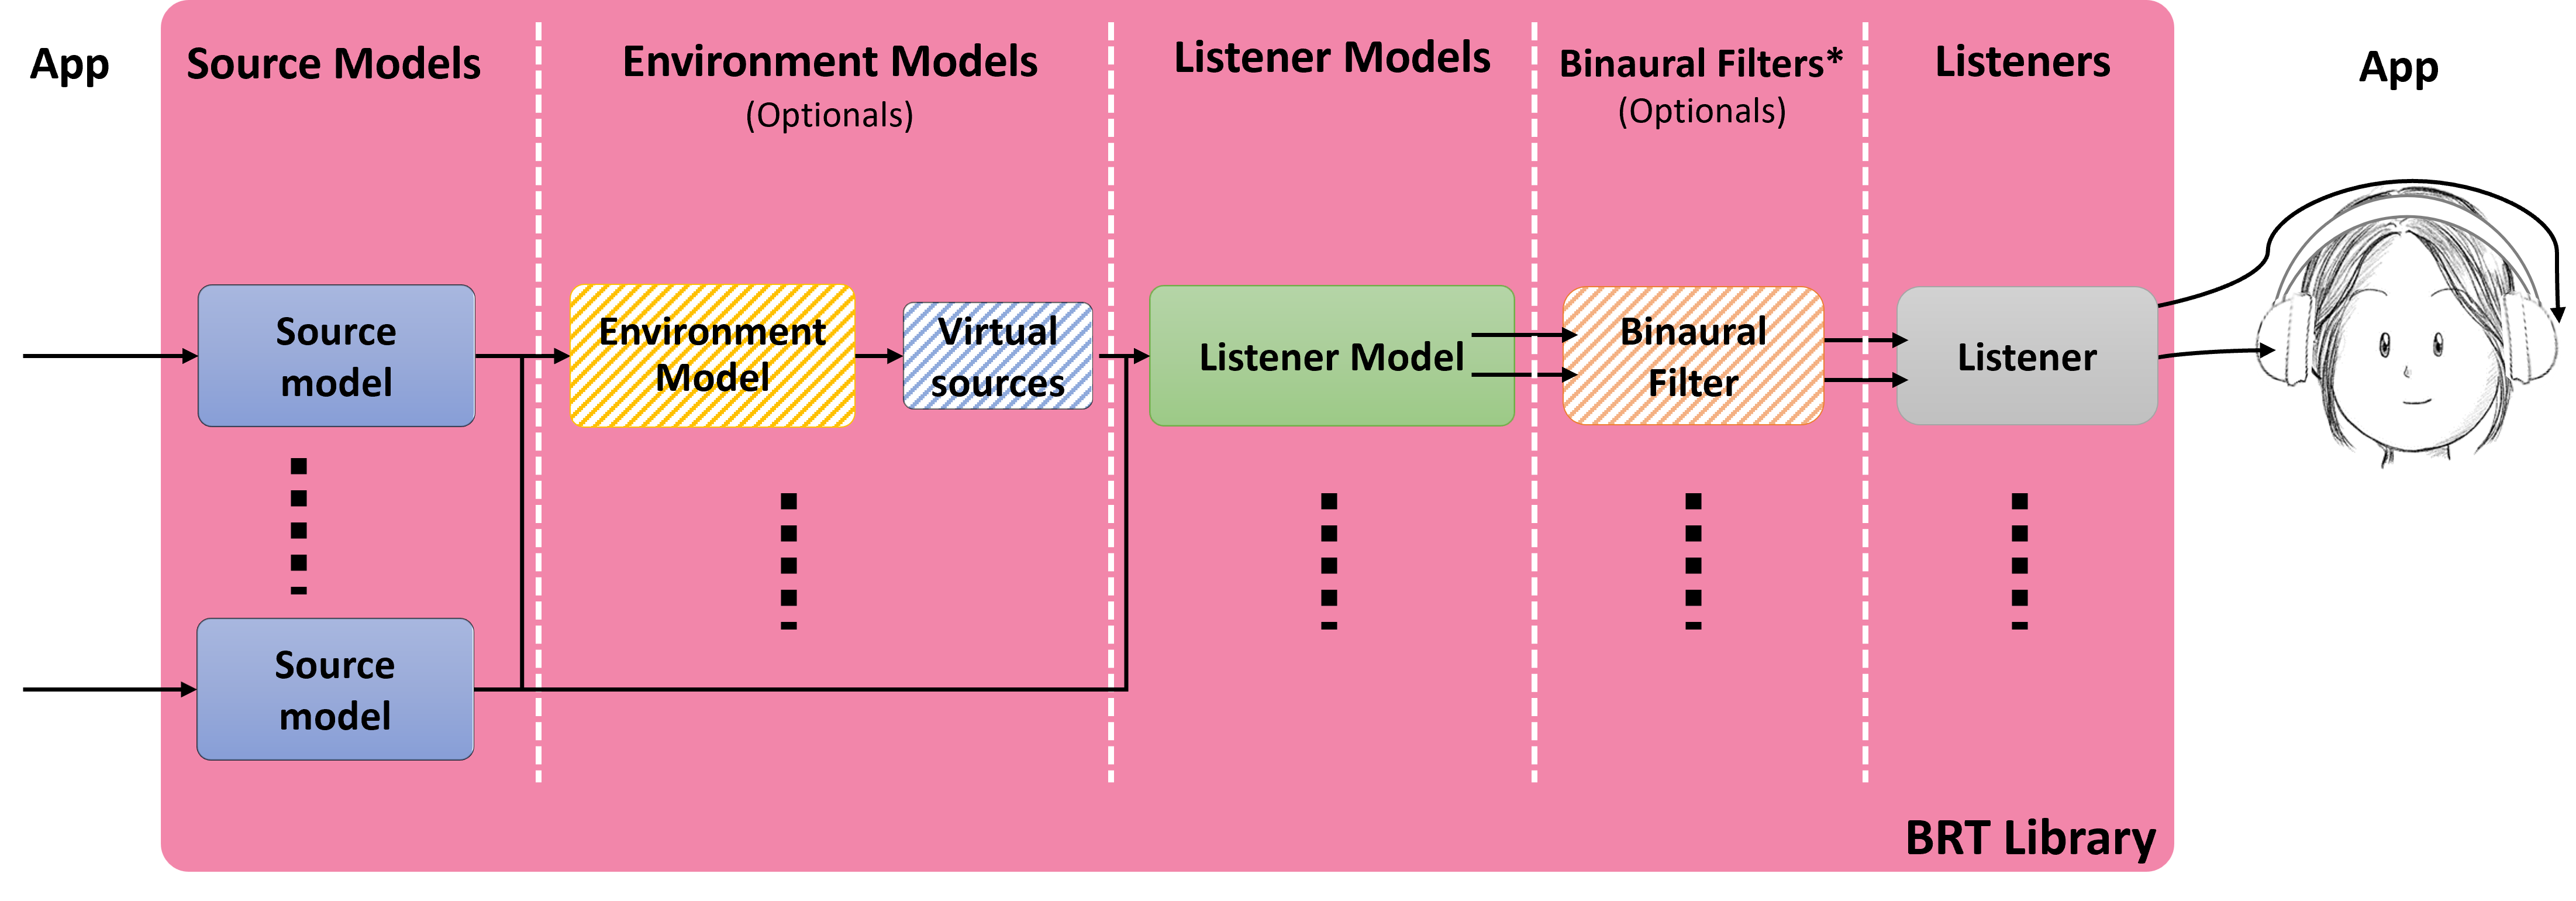 App
Source Models
Environment Models
(Optionals)
Listener Models
Binaural Filters*
(Optionals)
Listeners
App
Source
model
Environment
Model
Virtual
sources
Listener Model
Binaural
Filter
Listener
Source
model
BRT Library